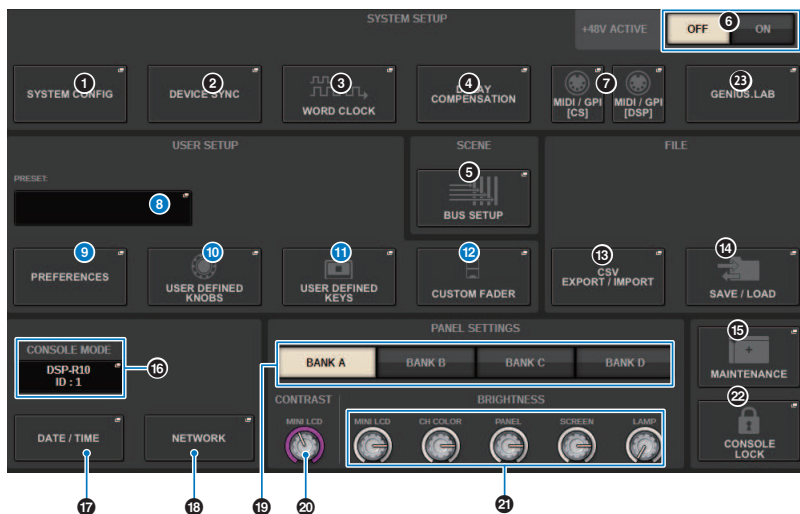 SYSTEM SETUP
+48V ACTIVE
OFF
6
ON
1
SYSTEM CONFIG
2
DEVICE SYNC
3
WORD CLOCK
4
DELAY
COMPENSATION
7
MIDI / GPI
[CS]
MIDI / GPI
[DSP]
23
GENIUS.LAB
USER SETUP
SCENE
FILE
PRESET:
8
5
BUS SETUP
9
PREFERENCES
10
USER DEFINED
KNOBS
11
USER DEFINED
KEYS
12
CUSTOM FADER
13
CSV
EXPORT / IMPORT
14
SAVE / LOAD
CONSOLE MODE
DSP-R10
ID : 1
16
PANEL SETTINGS
BANK A
BANK B
BANK C
BANK D
15
MAINTENANCE
CONTRAST
BRIGHTNESS
MINI LCD
MINI LCD
CH COLOR
PANEL
SCREEN
LAMP
22
CONSOLE
LOCK
DATE / TIME
NETWORK
17
18
19
20
21